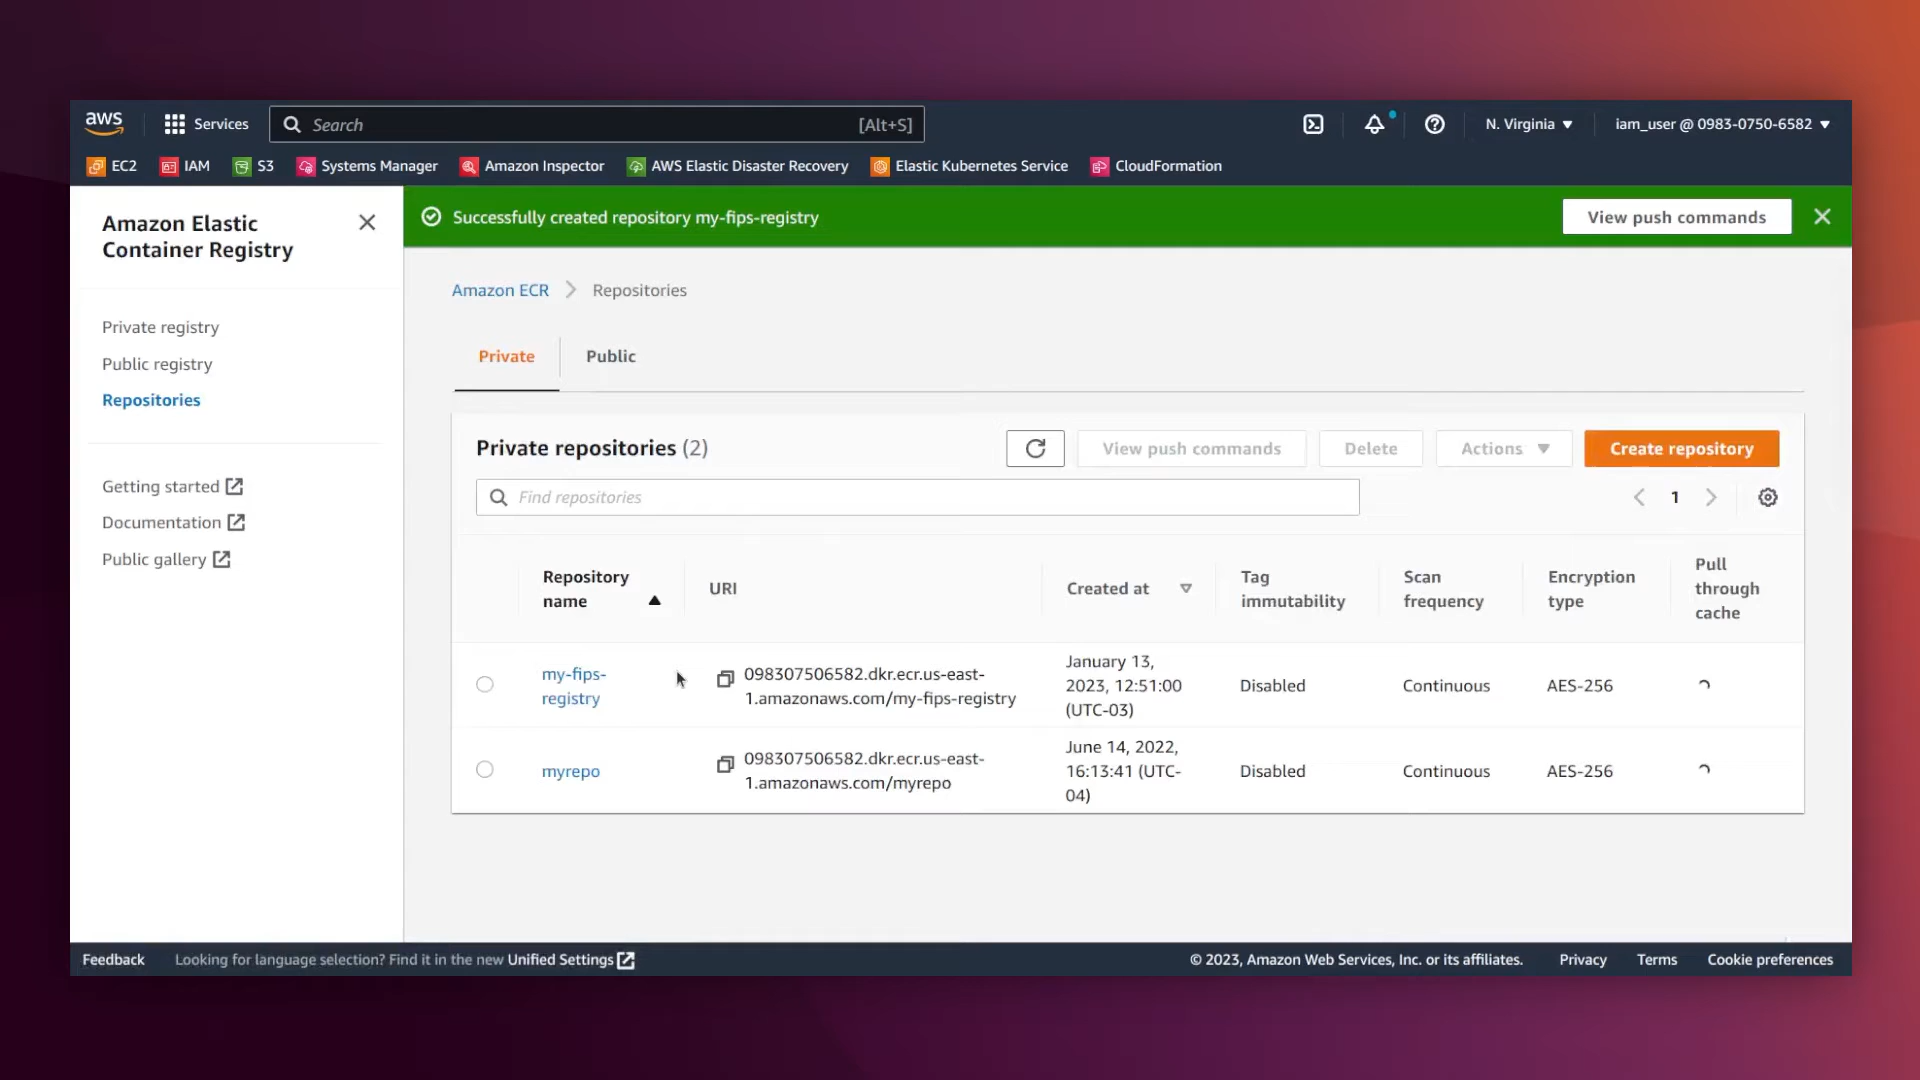 aws
Services
Search
[Alt+S]
N. Virginia ▼
iam_user @ 0983-0750-6582 ▼
EC2
IAM
S3
Systems Manager
Amazon Inspector
AWS Elastic Disaster Recovery
Elastic Kubernetes Service
CloudFormation
Amazon Elastic
Container Registry
Private registry
Public registry
Repositories
Getting started
Documentation
Public gallery
Successfully created repository my-fips-registry
View push commands
Amazon ECR > Repositories
Private
Public
Private repositories (2)
View push commands
Delete
Actions ▼
Create repository
Find repositories
1
Repository
name
URI
Created at
Tag
immutability
Scan
frequency
Encryption
type
Pull
through
cache
my-fips-
registry
098307506582.dkr.ecr.us-east-
1.amazonaws.com/my-fips-registry
January 13,
2023, 12:51:00
(UTC-03)
Disabled
Continuous
AES-256
myrepo
098307506582.dkr.ecr.us-east-
1.amazonaws.com/myrepo
June 14, 2022,
16:13:41 (UTC-
04)
Disabled
Continuous
AES-256
Feedback
Looking for language selection? Find it in the new Unified Settings
© 2023, Amazon Web Services, Inc. or its affiliates.
Privacy
Terms
Cookie preferences